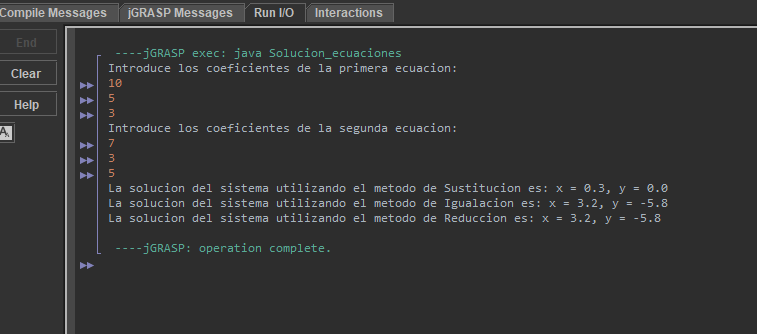 Compile Messages jGRASP Messages Run I/O Interactions
End
Clear
Help
A
----jGRASP exec: java Solucion_ecuaciones
Introduce los coeficientes de la primera ecuacion:
10
5
3
Introduce los coeficientes de la segunda ecuacion:
7
3
5
La solucion del sistema utilizando el metodo de Sustitucion es: x = 0.3, y = 0.0
La solucion del sistema utilizando el metodo de Igualacion es: x = 3.2, y = -5.8
La solucion del sistema utilizando el metodo de Reduccion es: x = 3.2, y = -5.8
----jGRASP: operation complete.